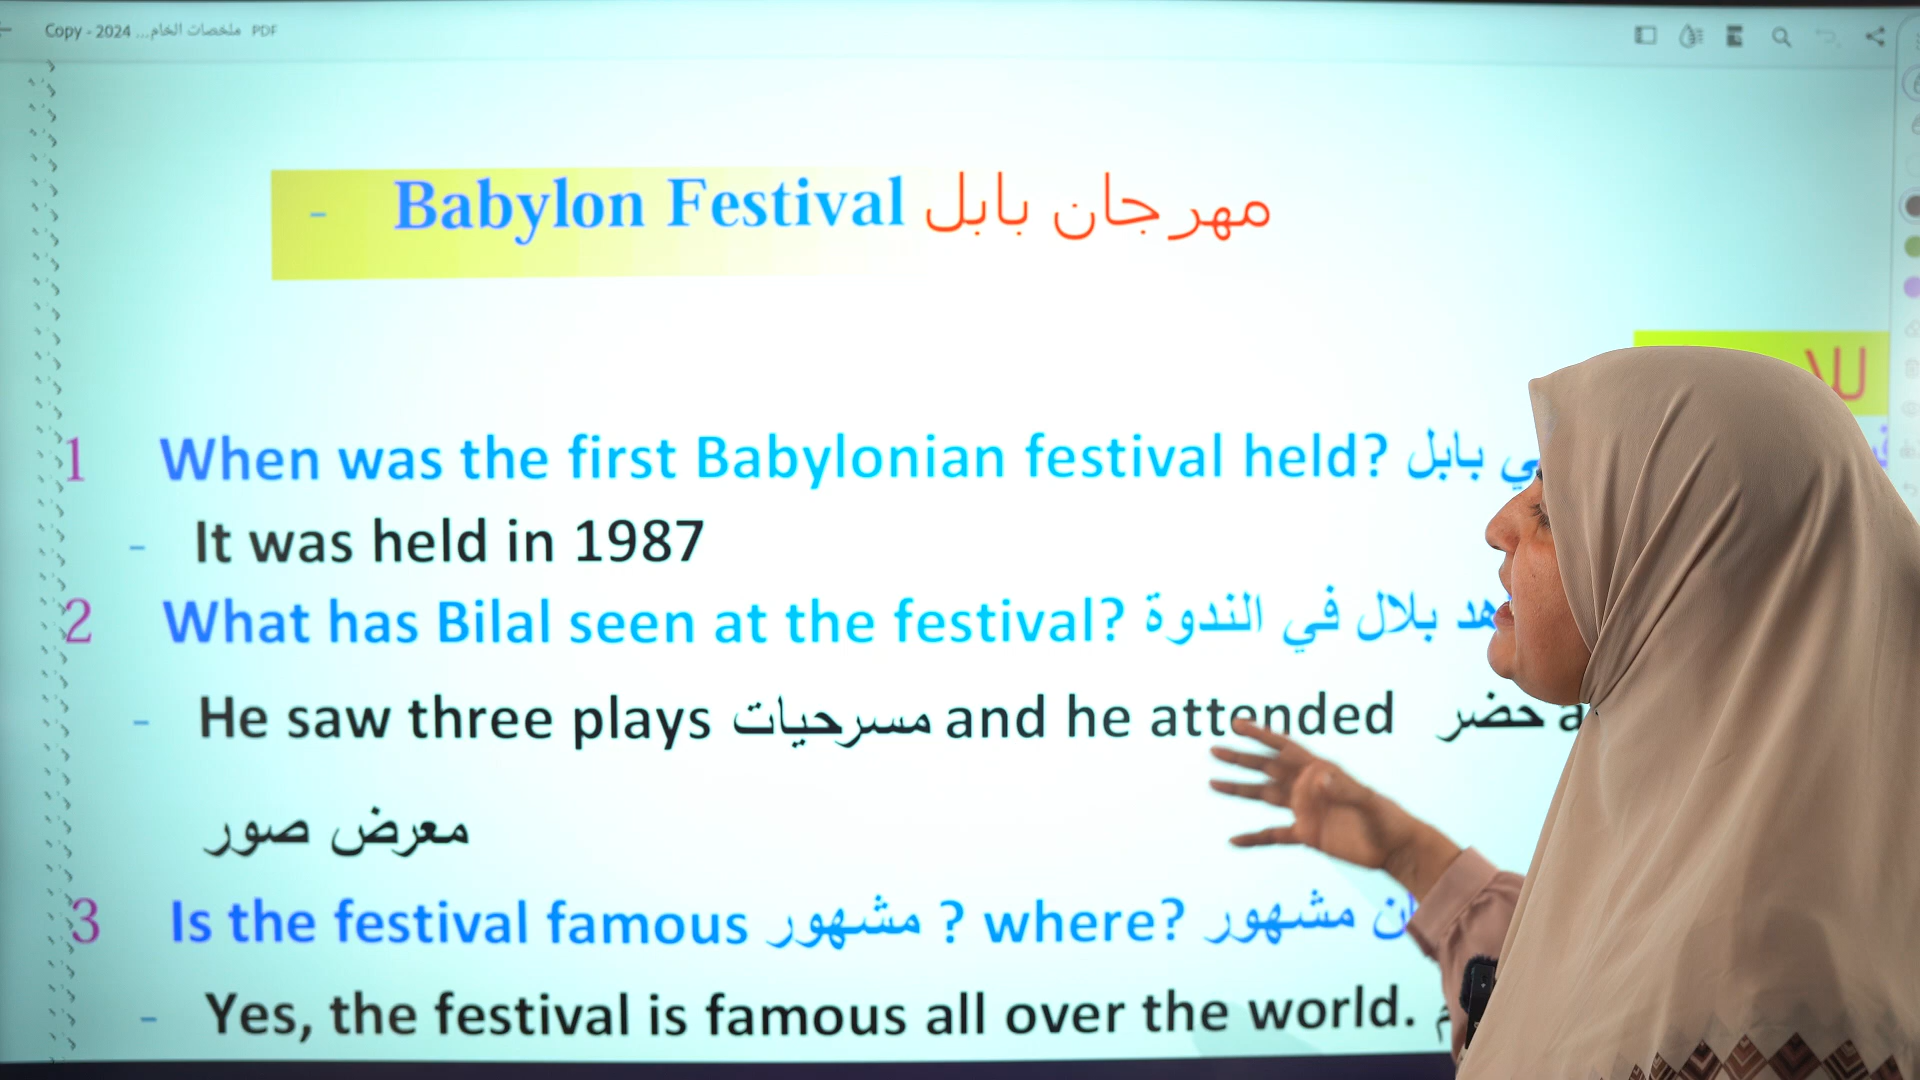 Copy - 2024 ...ملخصات الخام PDF
- Babylon Festival مهرجان بابل
1 When was the first Babylonian festival held? بابل
- It was held in 1987
2 What has Bilal seen at the festival? بلال في الندوة
- He saw three plays مسرحيات and he attended حضر a
معرض صور
3 Is the festival famous مشهور ? where? مشهور
- Yes, the festival is famous all over the world.